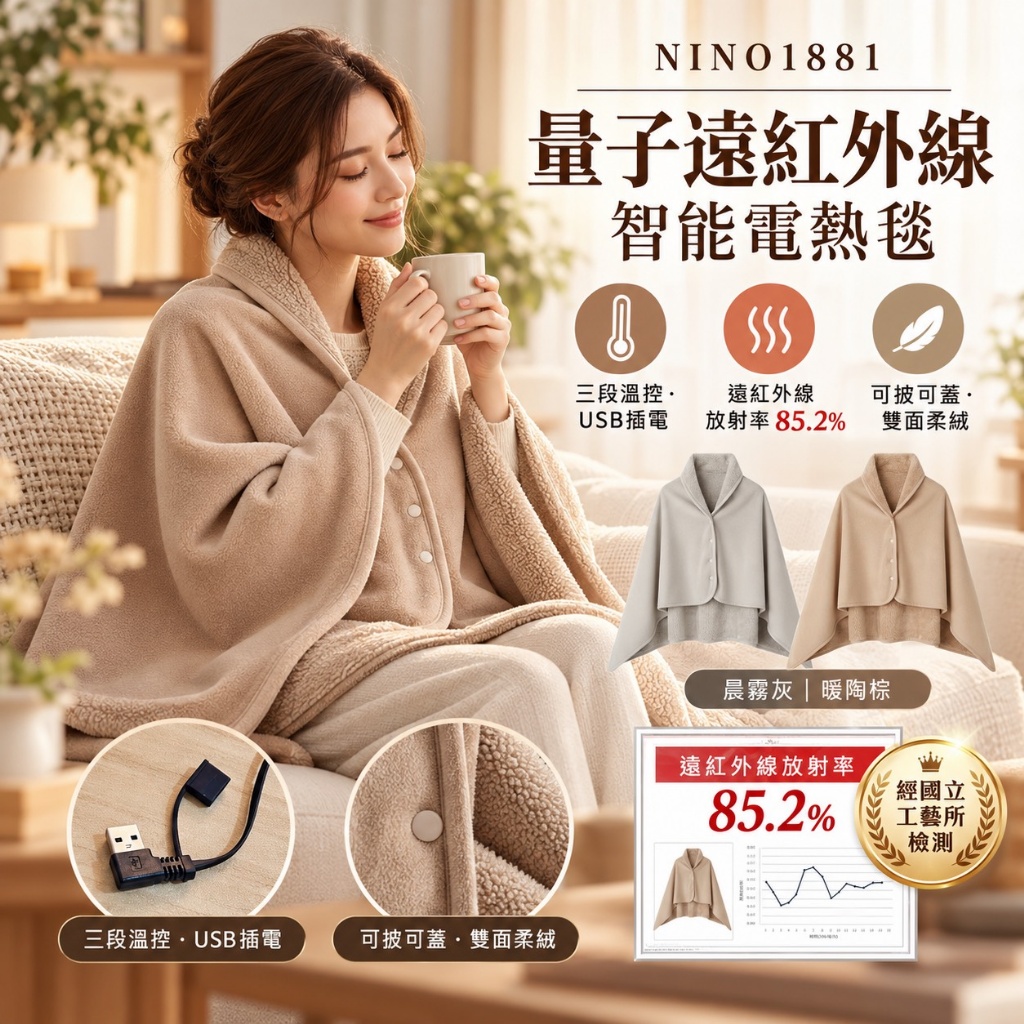 NINO1881
量子遠紅外線
智能電熱毯
三段溫控·
USB插電
遠紅外線
放射率 85.2%
可披可蓋·
雙面柔絨
晨霧灰｜暖陶棕
遠紅外線放射率
85.2%
經國立
工藝所
檢測
三段溫控·USB插電
可披可蓋·雙面柔絨